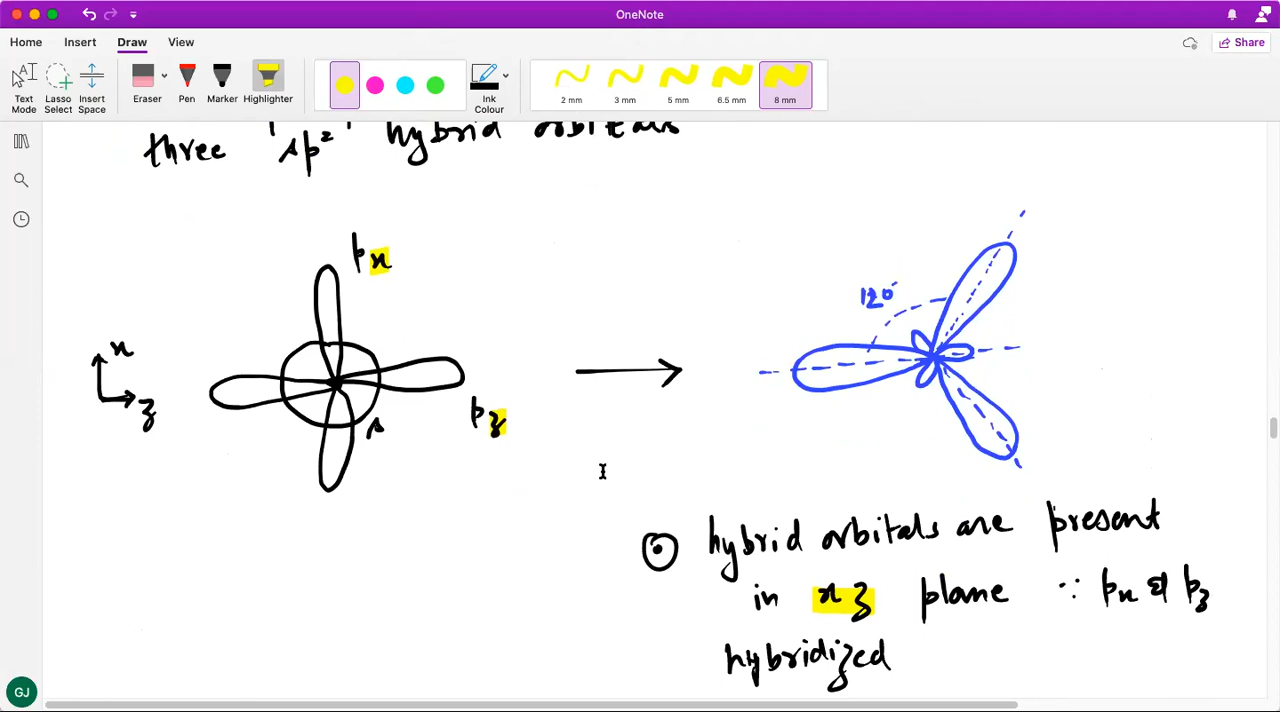 OneNote
Home Insert Draw View
Share
Text Mode
Lasso Select
Insert Space
Eraser
Pen
Marker
Highlighter
Ink Colour
2 mm 3 mm 5 mm 6.5 mm 8 mm
three 'sp²' hybrid orbitals
px
120°
x
z
pz
s
hybrid orbitals are present
in xz plane ∵ px & pz
hybridized
GJ